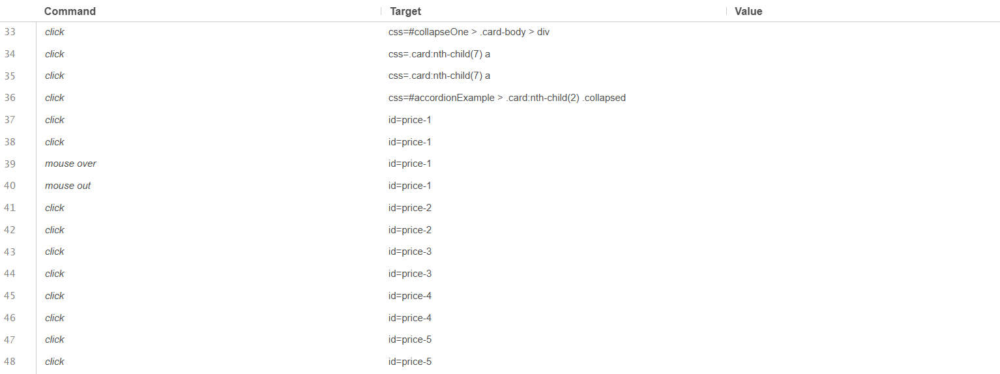 Command Target Value
33 click css=#collapseOne > .card-body > div
34 click css=.card:nth-child(7) a
35 click css=.card:nth-child(7) a
36 click css=#accordionExample > .card:nth-child(2) .collapsed
37 click id=price-1
38 click id=price-1
39 mouse over id=price-1
40 mouse out id=price-1
41 click id=price-2
42 click id=price-2
43 click id=price-3
44 click id=price-3
45 click id=price-4
46 click id=price-4
47 click id=price-5
48 click id=price-5